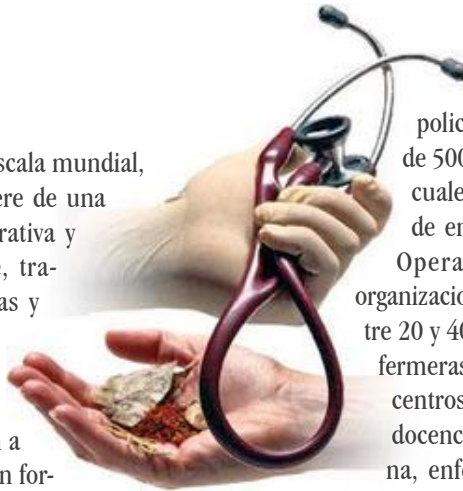 scala mundial,
ere de una
rativa y
, tra-
as y
a
n for-
polic
de 500
cuale
de en
Opera
organizacio
tre 20 y 40
fermeras
centros
docenc
na, enfe